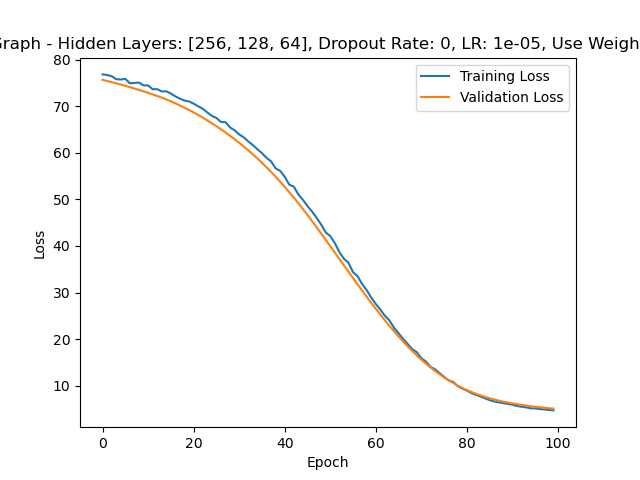 Graph - Hidden Layers: [256, 128, 64], Dropout Rate: 0, LR: 1e-05, Use Weigh
Training Loss
Validation Loss
80
70
60
50
40
30
20
10
Loss
0 20 40 60 80 100
Epoch